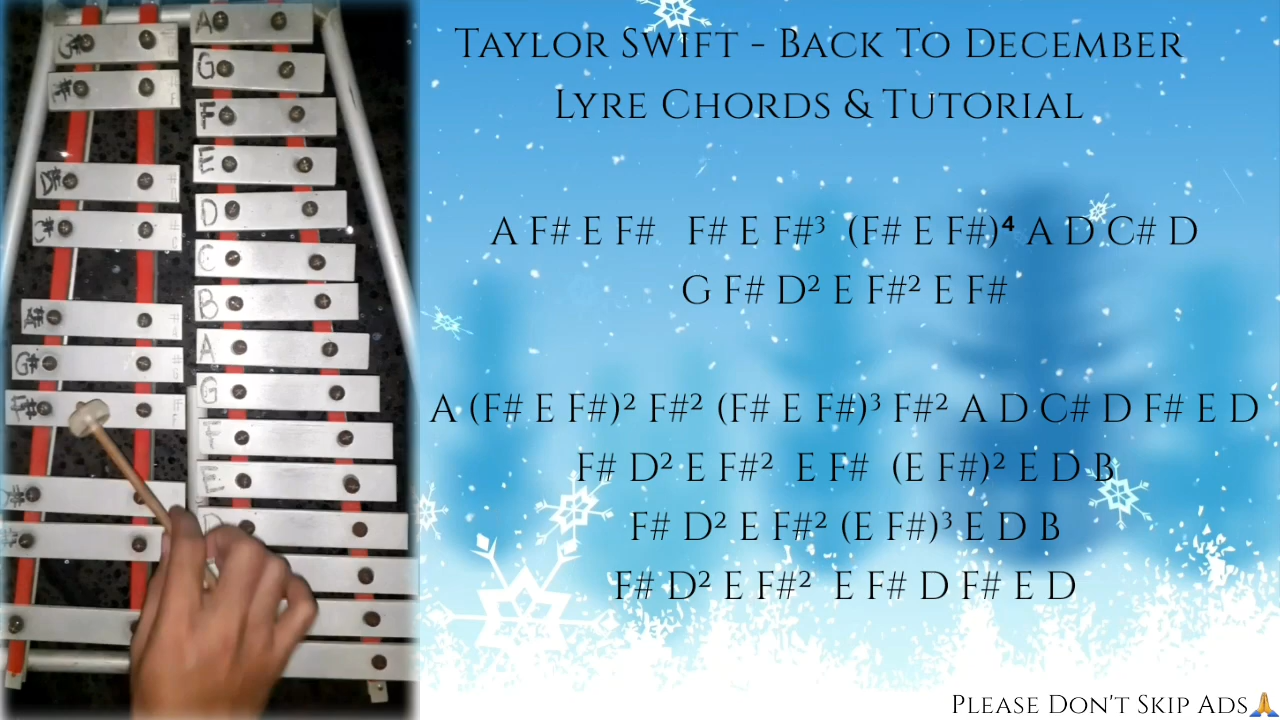 Taylor Swift - Back To December
Lyre Chords & Tutorial
A F# E F# F# E F#³ (F# E F#)⁴ A D C# D
G F# D² E F#² E F#
A (F# E F#)² F#² (F# E F#)³ F#² A D C# D F# E D
F# D² E F#² E F# (E F#)² E D B
F# D² E F#² (E F#)³ E D B
F# D² E F#² E F# D F# E D
Please Don't Skip Ads🙏
A
G
F
E
D
C
B
A
G
F
E
D
G#